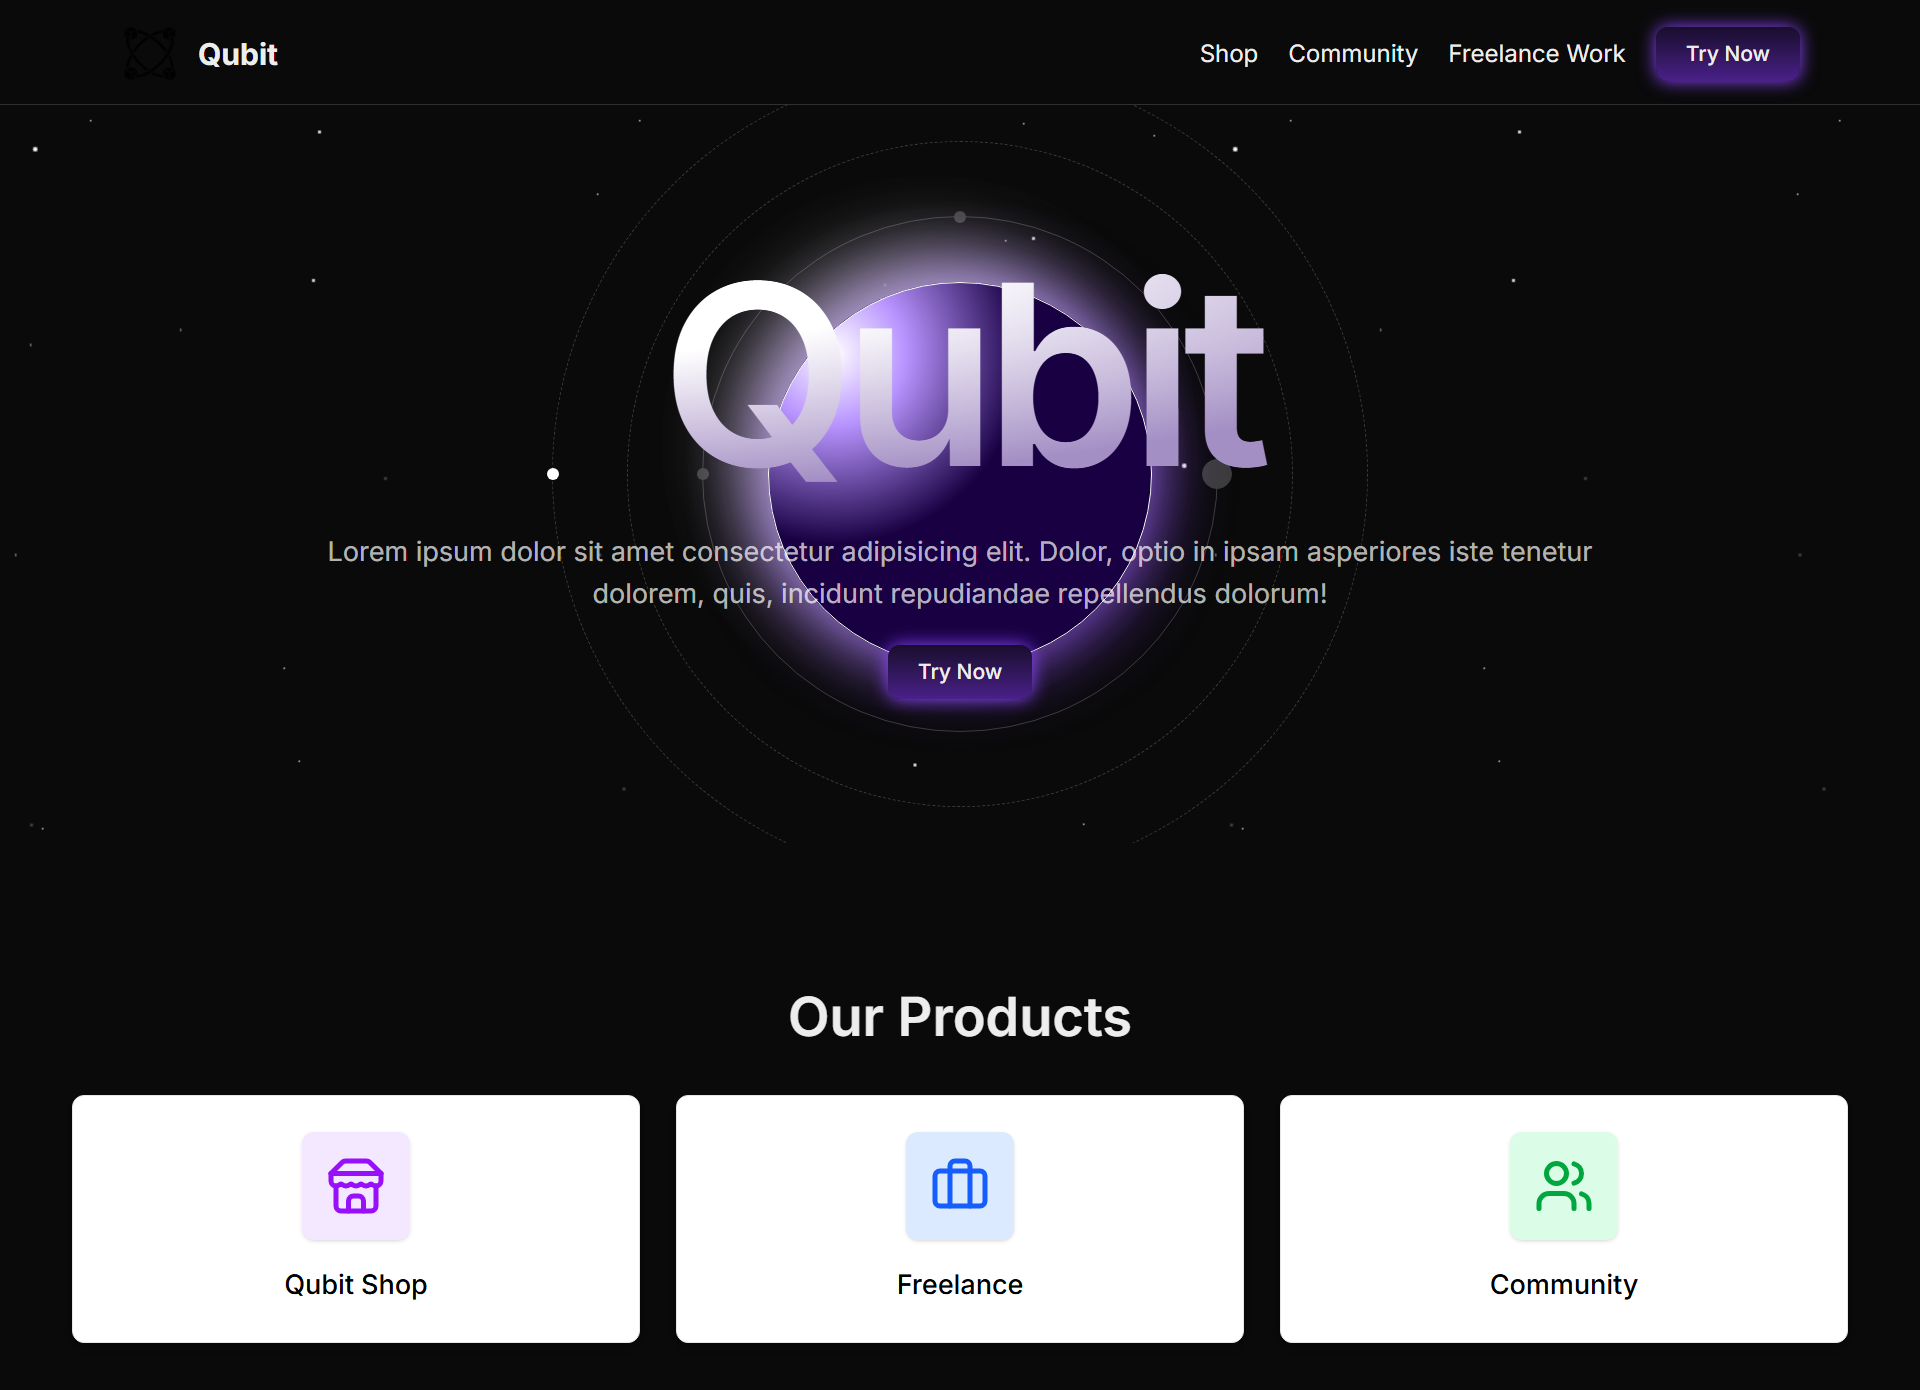 Qubit
Shop
Community
Freelance Work
Try Now
Qubit
Lorem ipsum dolor sit amet consectetur adipisicing elit. Dolor, optio in ipsam asperiores iste tenetur
dolorem, quis, incidunt repudiandae repellendus dolorum!
Try Now
Our Products
Qubit Shop
Freelance
Community